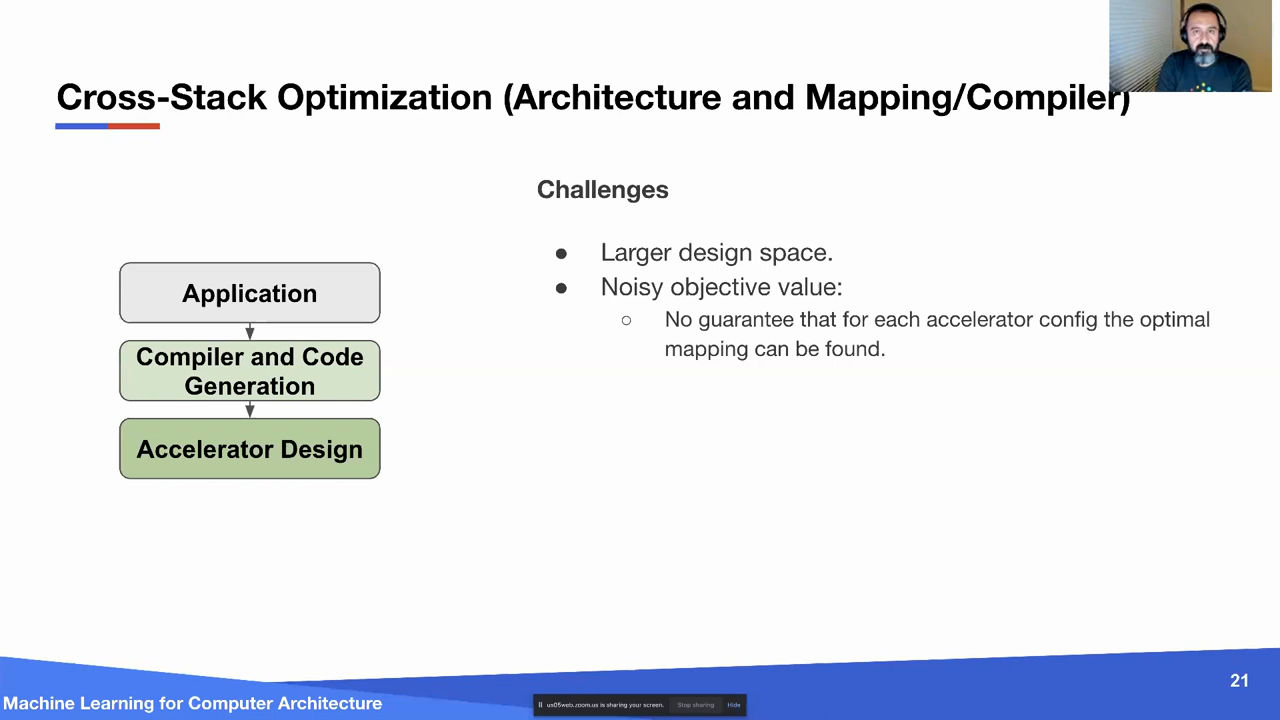 Cross-Stack Optimization (Architecture and Mapping/Compiler)
Challenges
● Larger design space.
● Noisy objective value:
○ No guarantee that for each accelerator config the optimal
mapping can be found.
Application
Compiler and Code
Generation
Accelerator Design
21
Machine Learning for Computer Architecture
us05web.zoom.us is sharing your screen. Stop sharing Hide